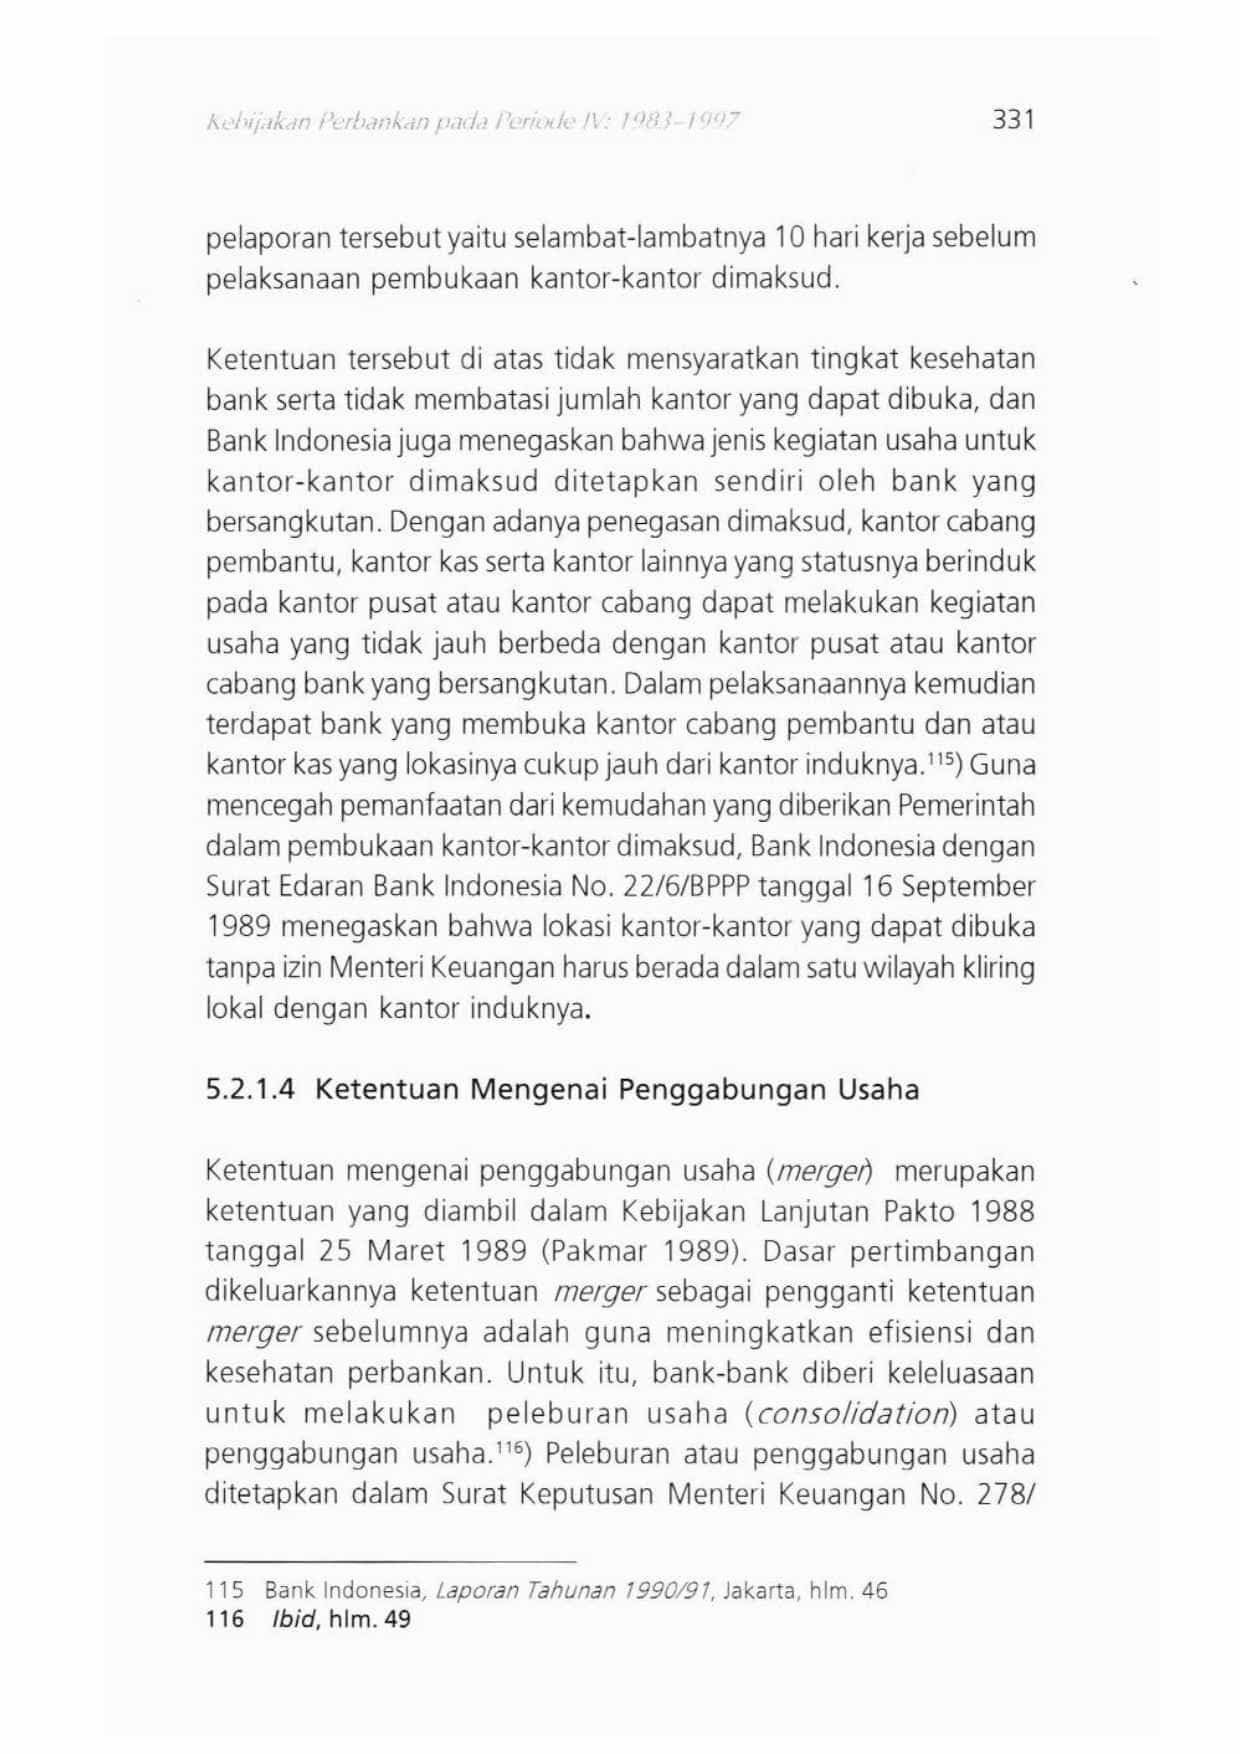 Kebijakan Perbankan pada Periode IV: 1983–1997 331
pelaporan tersebut yaitu selambat-lambatnya 10 hari kerja sebelum
pelaksanaan pembukaan kantor-kantor dimaksud.
Ketentuan tersebut di atas tidak mensyaratkan tingkat kesehatan
bank serta tidak membatasi jumlah kantor yang dapat dibuka, dan
Bank Indonesia juga menegaskan bahwa jenis kegiatan usaha untuk
kantor-kantor dimaksud ditetapkan sendiri oleh bank yang
bersangkutan. Dengan adanya penegasan dimaksud, kantor cabang
pembantu, kantor kas serta kantor lainnya yang statusnya berinduk
pada kantor pusat atau kantor cabang dapat melakukan kegiatan
usaha yang tidak jauh berbeda dengan kantor pusat atau kantor
cabang bank yang bersangkutan. Dalam pelaksanaannya kemudian
terdapat bank yang membuka kantor cabang pembantu dan atau
kantor kas yang lokasinya cukup jauh dari kantor induknya.¹¹⁵) Guna
mencegah pemanfaatan dari kemudahan yang diberikan Pemerintah
dalam pembukaan kantor-kantor dimaksud, Bank Indonesia dengan
Surat Edaran Bank Indonesia No. 22/6/BPPP tanggal 16 September
1989 menegaskan bahwa lokasi kantor-kantor yang dapat dibuka
tanpa izin Menteri Keuangan harus berada dalam satu wilayah kliring
lokal dengan kantor induknya.
5.2.1.4 Ketentuan Mengenai Penggabungan Usaha
Ketentuan mengenai penggabungan usaha (merger) merupakan
ketentuan yang diambil dalam Kebijakan Lanjutan Pakto 1988
tanggal 25 Maret 1989 (Pakmar 1989). Dasar pertimbangan
dikeluarkannya ketentuan merger sebagai pengganti ketentuan
merger sebelumnya adalah guna meningkatkan efisiensi dan
kesehatan perbankan. Untuk itu, bank-bank diberi keleluasaan
untuk melakukan peleburan usaha (consolidation) atau
penggabungan usaha.¹¹⁶) Peleburan atau penggabungan usaha
ditetapkan dalam Surat Keputusan Menteri Keuangan No. 278/
115 Bank Indonesia, Laporan Tahunan 1990/91, Jakarta, hlm. 46
116 Ibid, hlm. 49